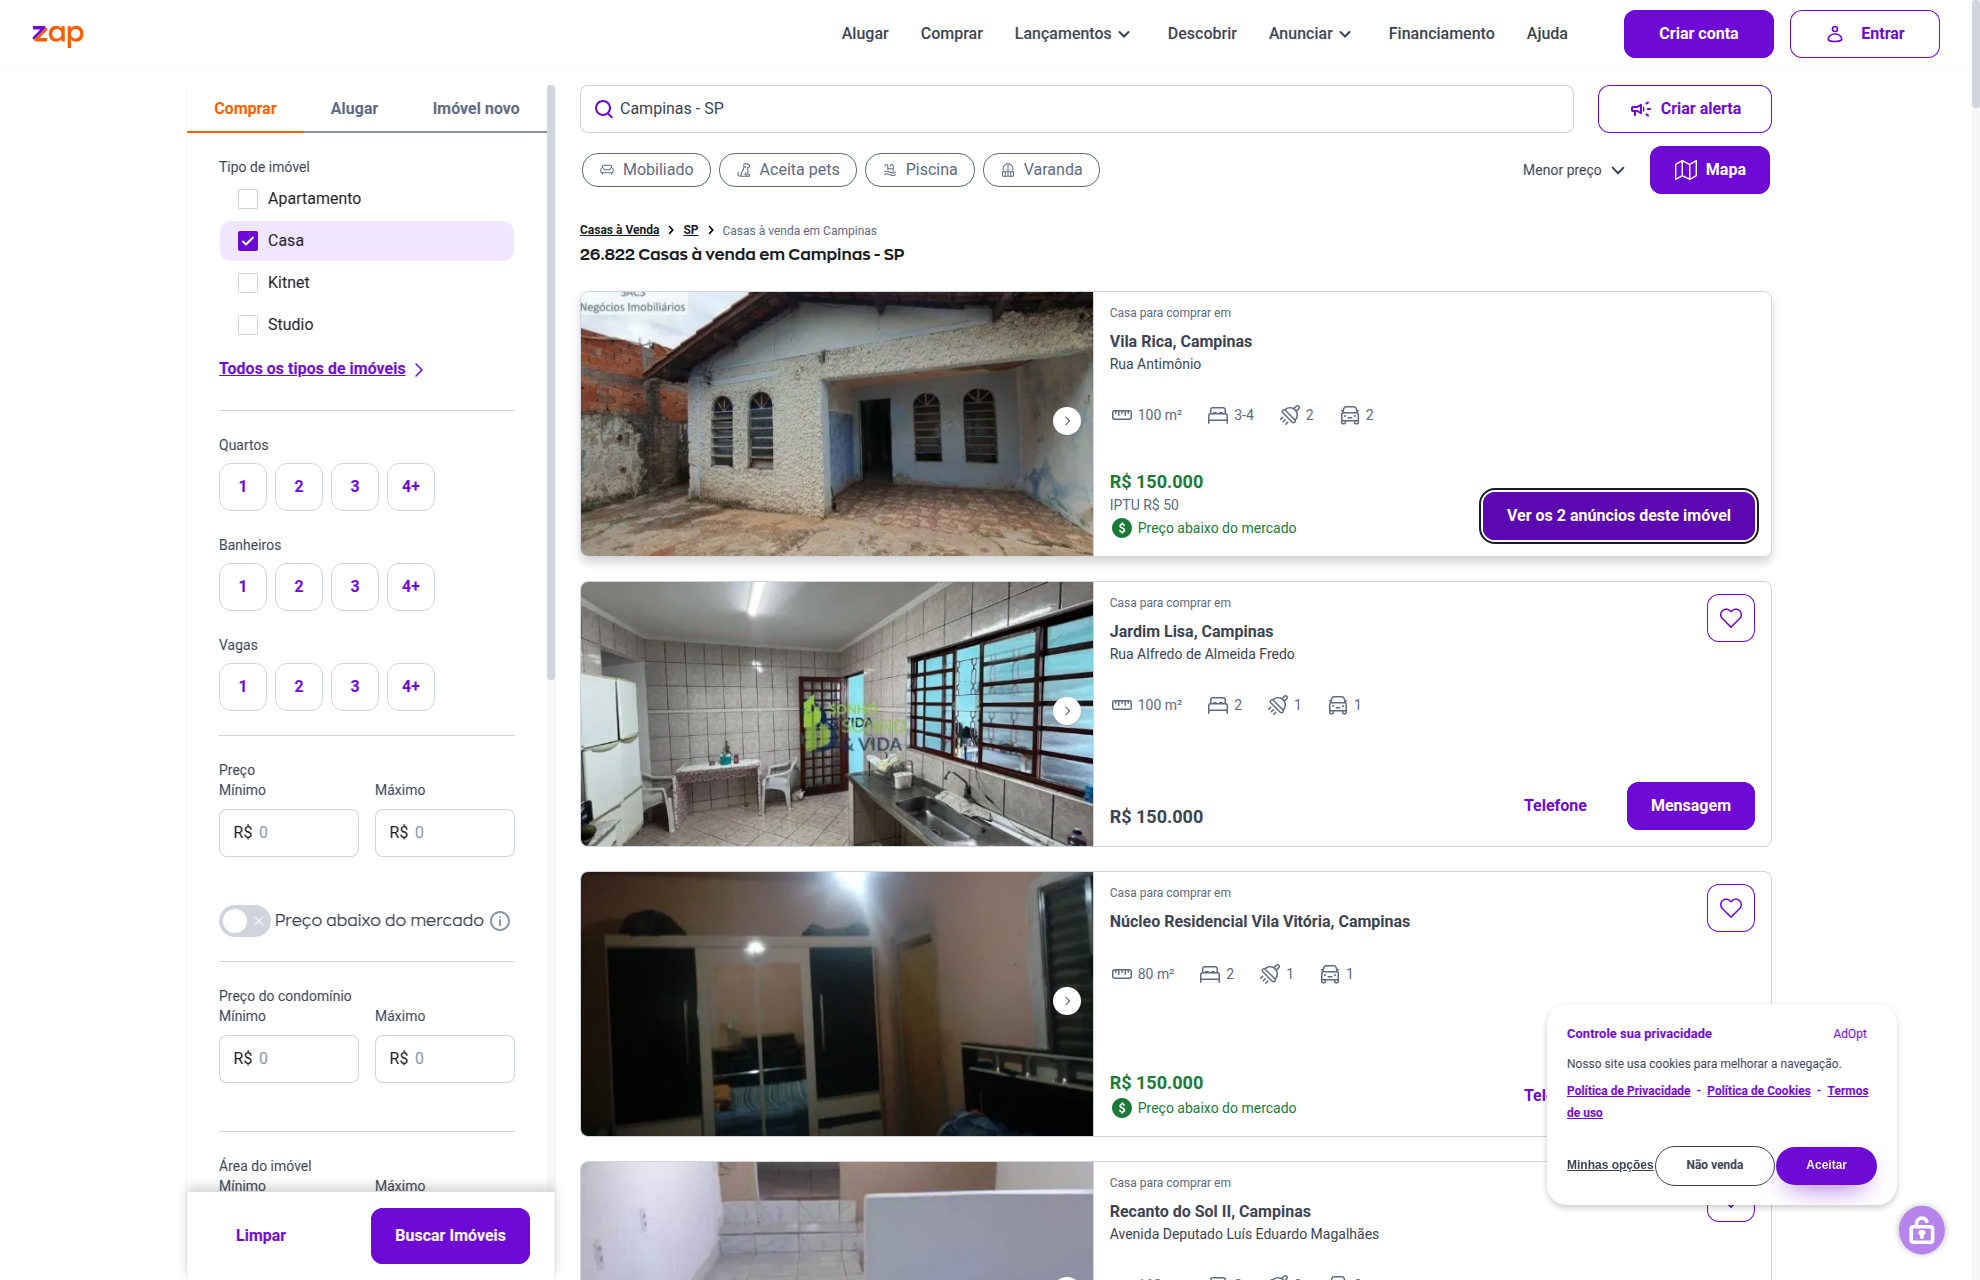 zap
Alugar
Comprar
Lançamentos
Descobrir
Anunciar
Financiamento
Ajuda
Criar conta
Entrar
Comprar
Alugar
Imóvel novo
Tipo de imóvel
Apartamento
Casa
Kitnet
Studio
Todos os tipos de imóveis
Quartos
1
2
3
4+
Banheiros
1
2
3
4+
Vagas
1
2
3
4+
Preço
Mínimo
Máximo
R$ 0
R$ 0
Preço abaixo do mercado
Preço do condomínio
Mínimo
Máximo
R$ 0
R$ 0
Área do imóvel
Mínimo
Máximo
Limpar
Buscar Imóveis
Campinas - SP
Criar alerta
Mobiliado
Aceita pets
Piscina
Varanda
Menor preço
Mapa
Casas à Venda
SP
Casas à venda em Campinas
26.822 Casas à venda em Campinas - SP
SACS
Negócios Imobiliários
Casa para comprar em
Vila Rica, Campinas
Rua Antimônio
100 m²
3-4
2
2
R$ 150.000
IPTU R$ 50
Preço abaixo do mercado
Ver os 2 anúncios deste imóvel
& VIDA
Casa para comprar em
Jardim Lisa, Campinas
Rua Alfredo de Almeida Fredo
100 m²
2
1
1
R$ 150.000
Telefone
Mensagem
Casa para comprar em
Núcleo Residencial Vila Vitória, Campinas
80 m²
2
1
1
R$ 150.000
Preço abaixo do mercado
Casa para comprar em
Recanto do Sol II, Campinas
Avenida Deputado Luís Eduardo Magalhães
Controle sua privacidade
AdOpt
Nosso site usa cookies para melhorar a navegação.
Política de Privacidade - Política de Cookies - Termos
de uso
Minhas opções
Não venda
Aceitar